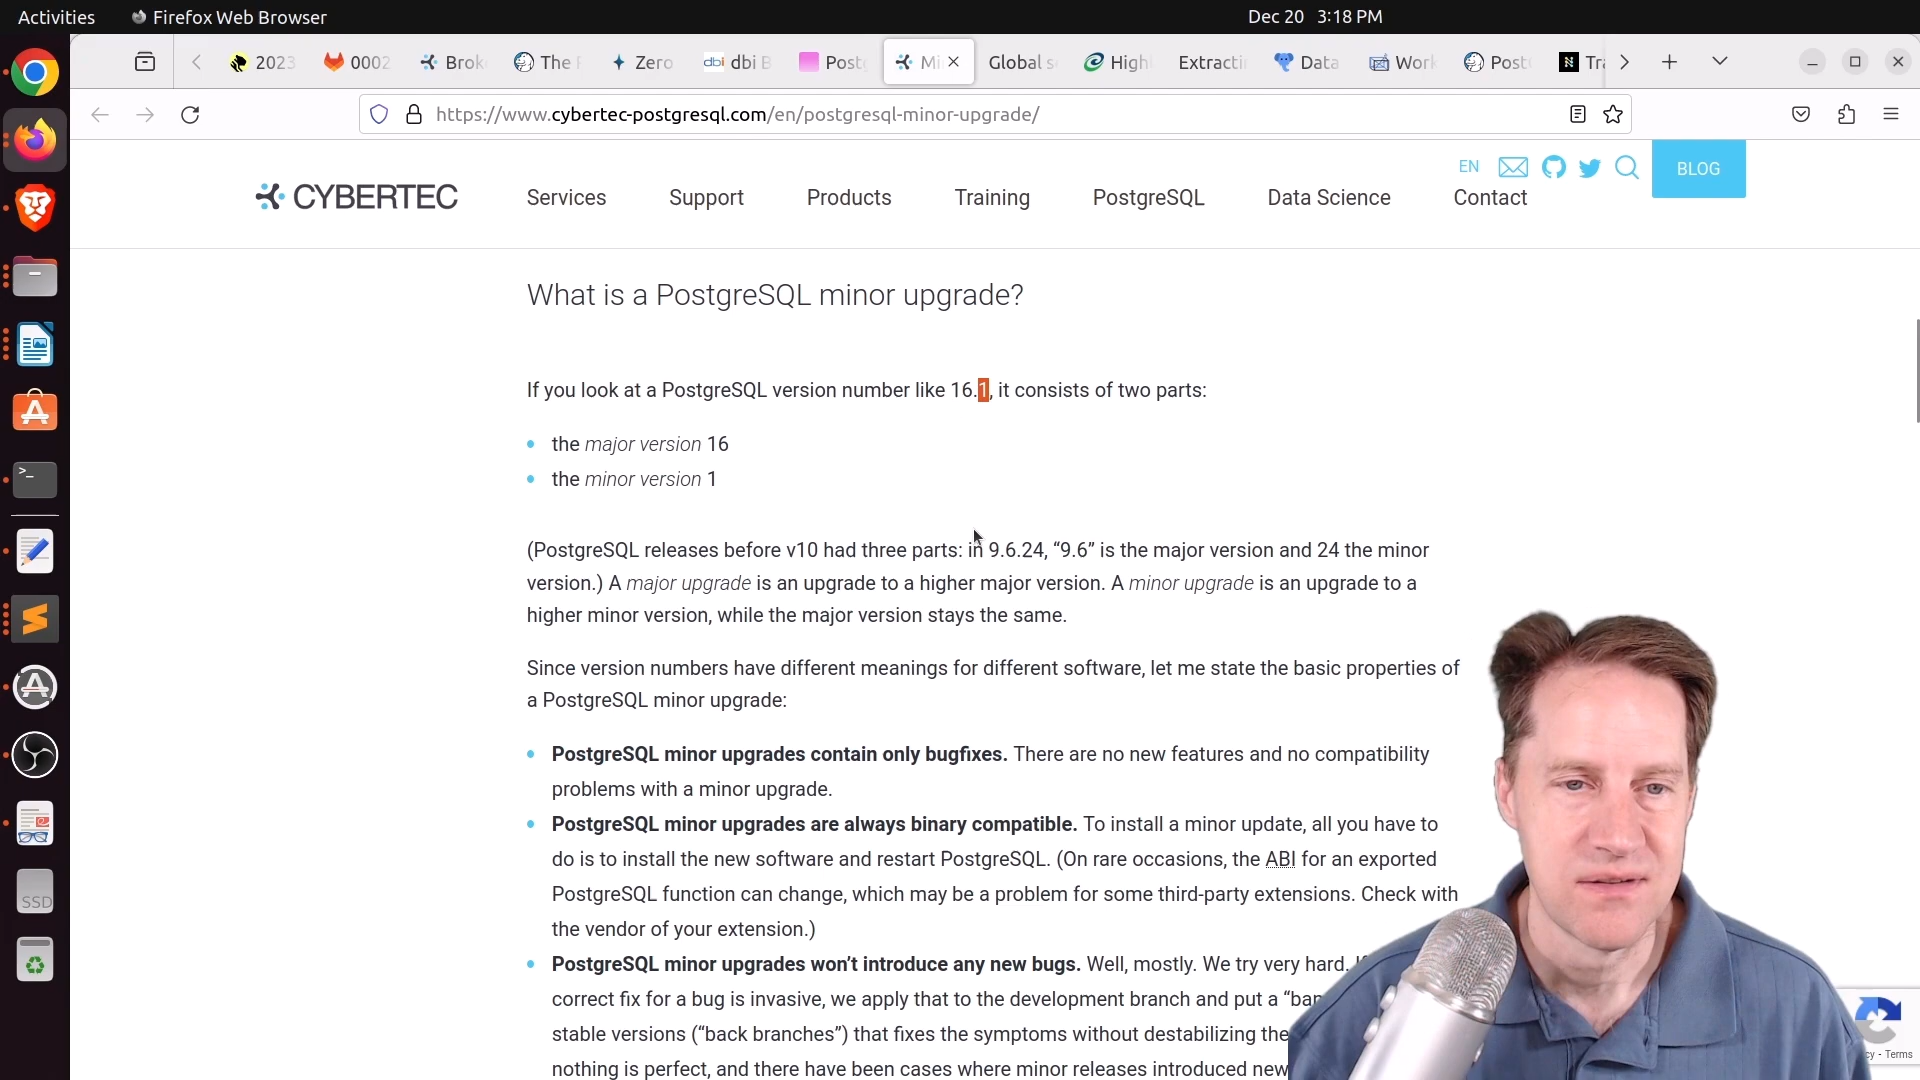 Activities Firefox Web Browser Dec 20 3:18 PM
2023 0002 Brok The Zero dbi dbi B Postg Mi Global s High Extracti Data Work Post Tra
https://www.cybertec-postgresql.com/en/postgresql-minor-upgrade/
EN BLOG
CYBERTEC Services Support Products Training PostgreSQL Data Science Contact
What is a PostgreSQL minor upgrade?
If you look at a PostgreSQL version number like 16.1, it consists of two parts:
the major version 16
the minor version 1
(PostgreSQL releases before v10 had three parts: in 9.6.24, “9.6” is the major version and 24 the minor
version.) A major upgrade is an upgrade to a higher major version. A minor upgrade is an upgrade to a
higher minor version, while the major version stays the same.
Since version numbers have different meanings for different software, let me state the basic properties of
a PostgreSQL minor upgrade:
PostgreSQL minor upgrades contain only bugfixes. There are no new features and no compatibility
problems with a minor upgrade.
PostgreSQL minor upgrades are always binary compatible. To install a minor update, all you have to
do is to install the new software and restart PostgreSQL. (On rare occasions, the ABI for an exported
PostgreSQL function can change, which may be a problem for some third-party extensions. Check with
the vendor of your extension.)
PostgreSQL minor upgrades won’t introduce any new bugs. Well, mostly. We try very hard.
correct fix for a bug is invasive, we apply that to the development branch and put a “ban
stable versions (“back branches”) that fixes the symptoms without destabilizing the
nothing is perfect, and there have been cases where minor releases introduced new
SSD
cy - Terms